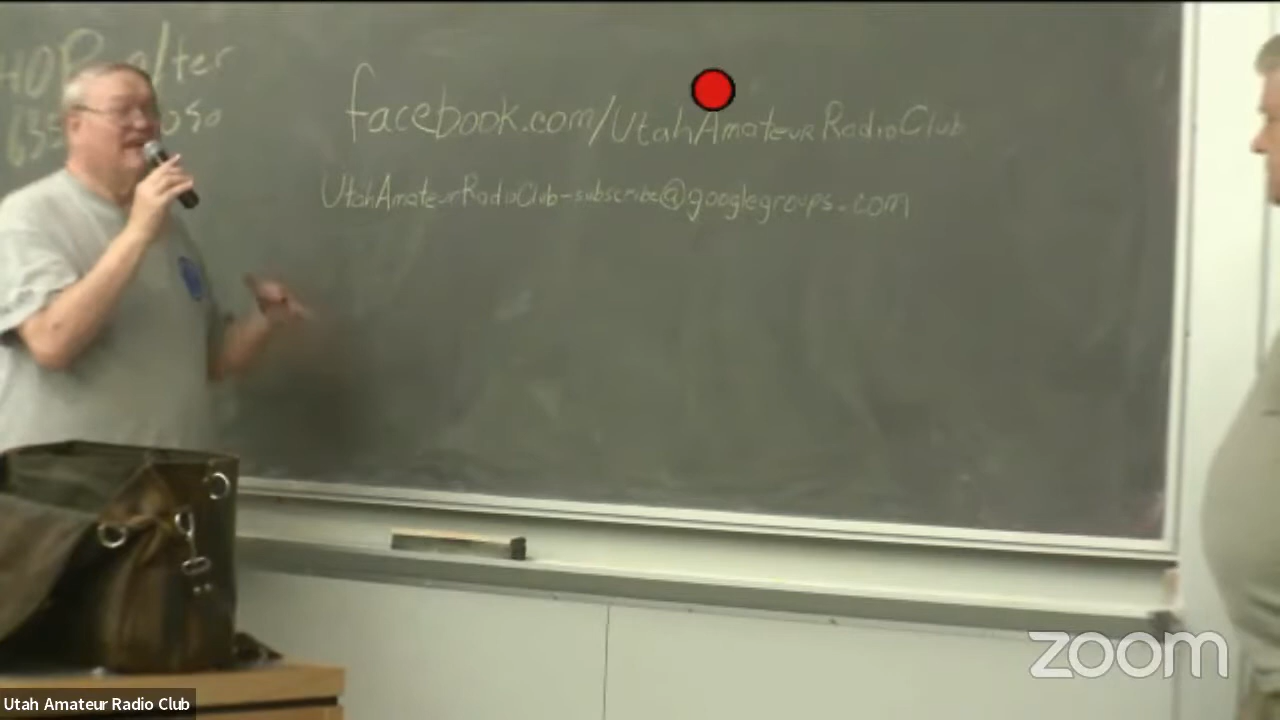 facebook.com/UtahAmateurRadioClub
UtahAmateurRadioClub-subscribe@googlegroups.com
zoom
Utah Amateur Radio Club